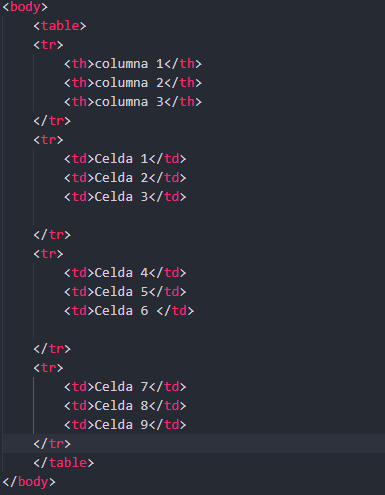 <body>
<table>
<tr>
<th>columna 1</th>
<th>columna 2</th>
<th>columna 3</th>
</tr>
<tr>
<td>Celda 1</td>
<td>Celda 2</td>
<td>Celda 3</td>
</tr>
<tr>
<td>Celda 4</td>
<td>Celda 5</td>
<td>Celda 6 </td>
</tr>
<tr>
<td>Celda 7</td>
<td>Celda 8</td>
<td>Celda 9</td>
</tr>
</table>
</body>